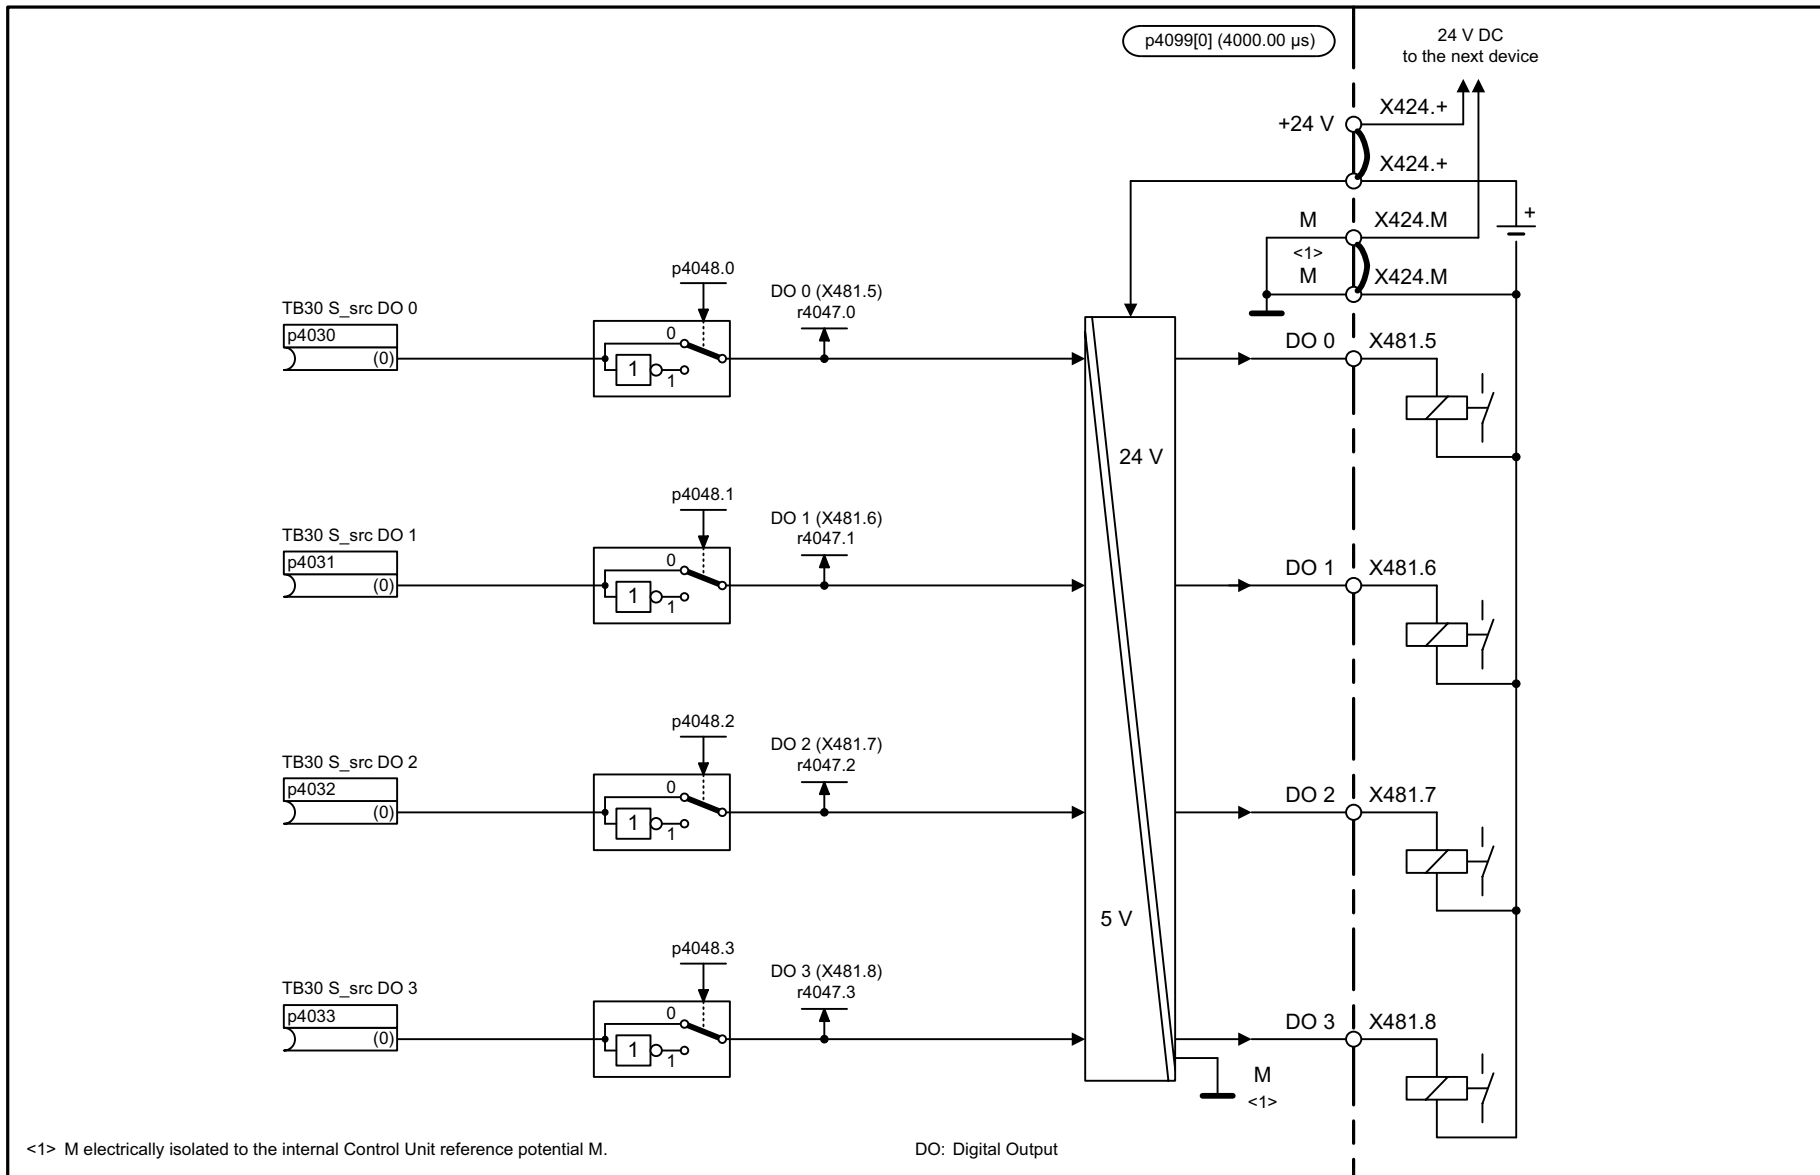 p4099[0] (4000.00 µs)
24 V DC
to the next device
X424.+
+24 V
X424.+
M
X424.M
+
<1>
M
X424.M
p4048.0
TB30 S_src DO 0
DO 0 (X481.5)
r4047.0
p4030
(0)
0
1
1
DO 0
X481.5
24 V
p4048.1
TB30 S_src DO 1
DO 1 (X481.6)
r4047.1
p4031
(0)
0
1
1
DO 1
X481.6
p4048.2
TB30 S_src DO 2
DO 2 (X481.7)
r4047.2
p4032
(0)
0
1
1
DO 2
X481.7
5 V
p4048.3
TB30 S_src DO 3
DO 3 (X481.8)
r4047.3
p4033
(0)
0
1
1
DO 3
X481.8
M
<1>
<1> M electrically isolated to the internal Control Unit reference potential M.
DO: Digital Output